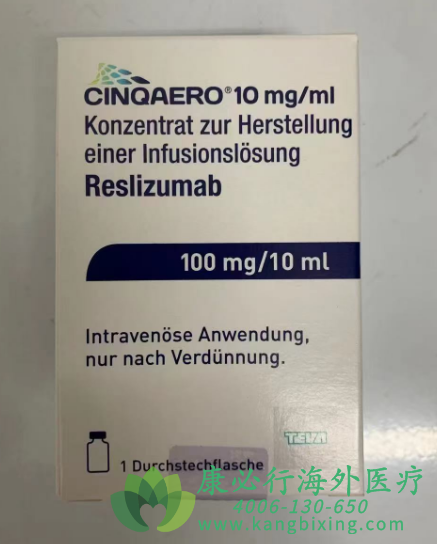 CINQAERO® 10 mg/ml
Konzentrat zur Herstellung
einer Infusionslösung
Reslizumab
100 mg/10 ml
Intravenöse Anwendung,
nur nach Verdünnung.
TEVA
1 Durchstechflasche
康必行海外医疗
4006-130-650
www.kangbixing.com